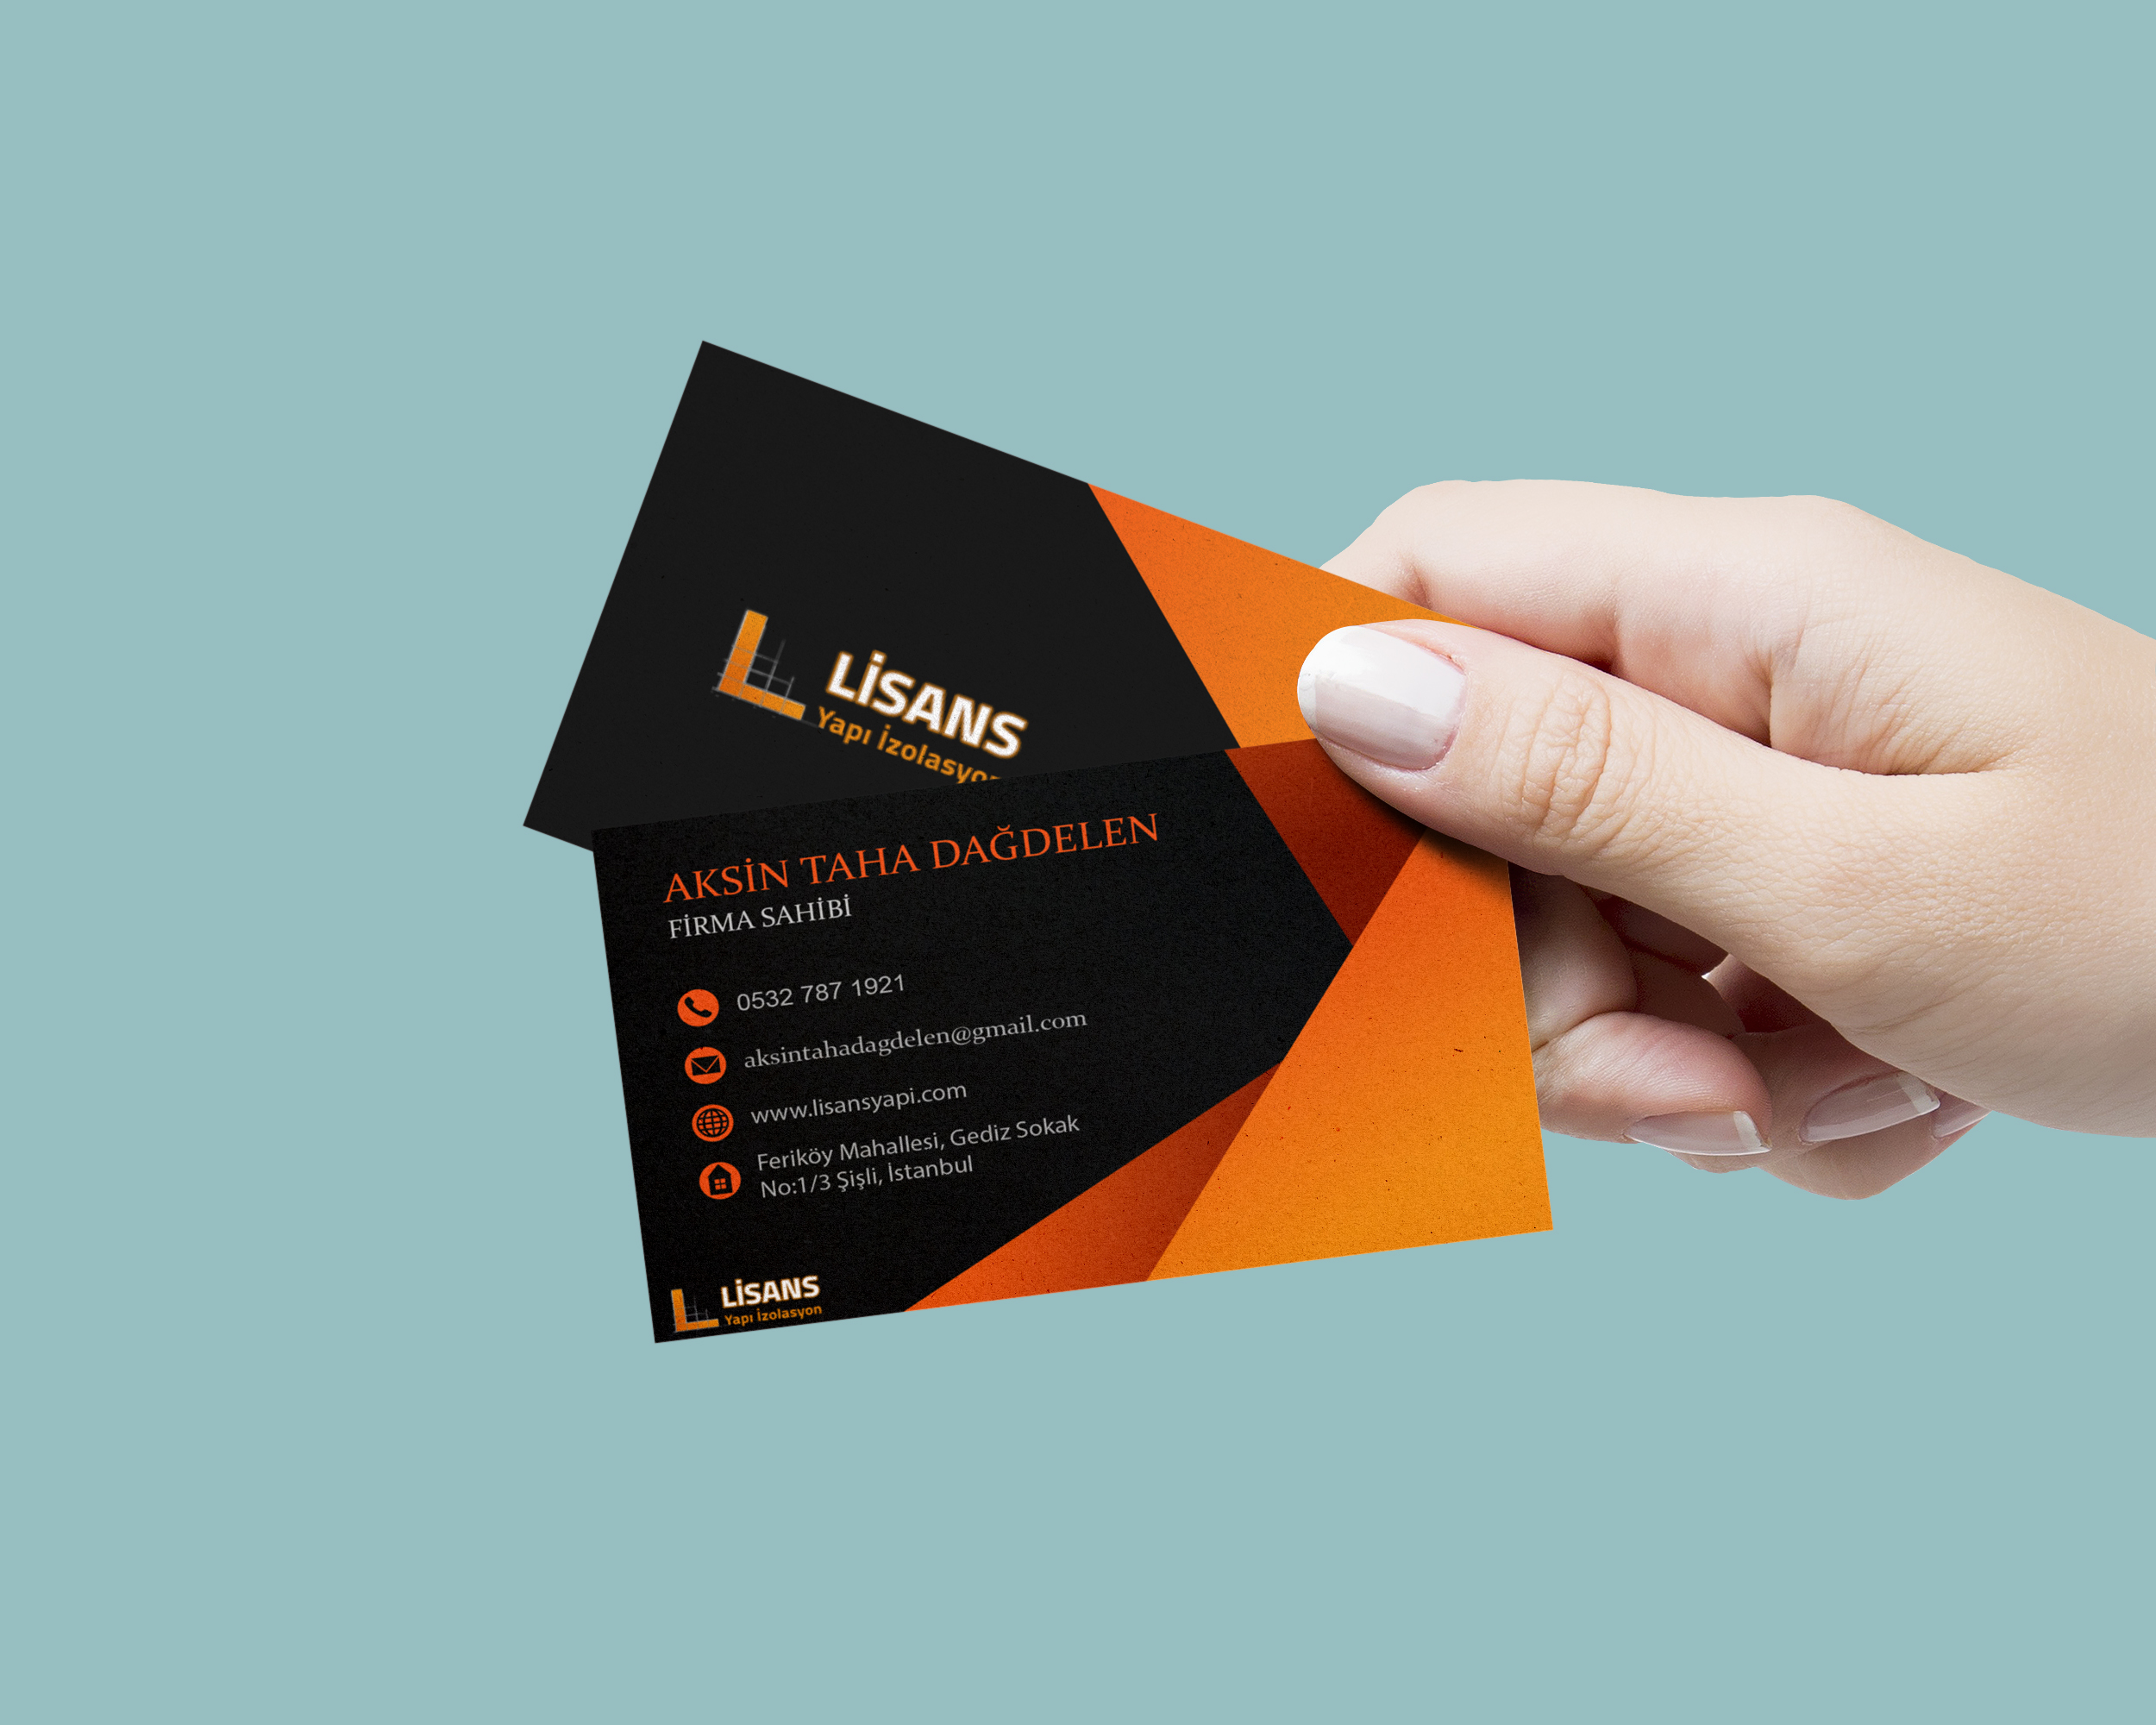 LİSANS
Yapı İzolasyon
AKSİN TAHA DAĞDELEN
FİRMA SAHİBİ
0532 787 1921
aksintahadagdelen@gmail.com
www.lisansyapi.com
Feriköy Mahallesi, Gediz Sokak
No:1/3 Şişli, İstanbul
LİSANS
Yapı İzolasyon